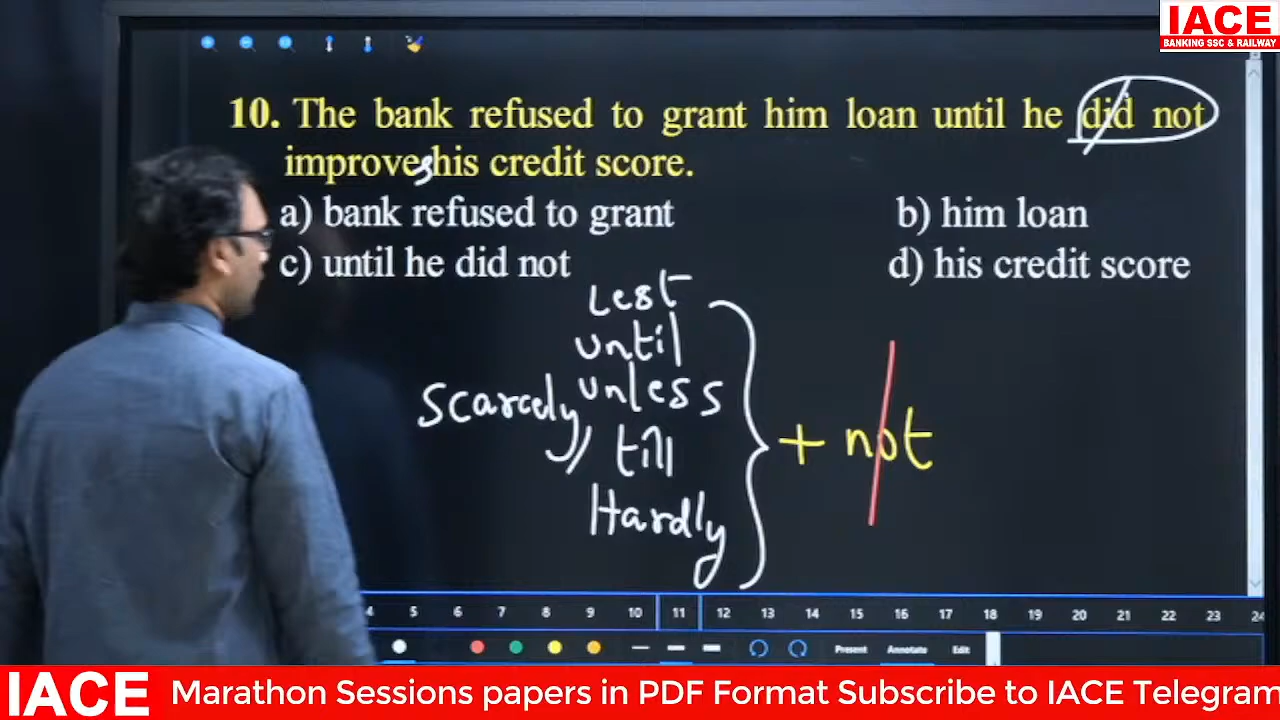 IACE
BANKING SSC & RAILWAY
10. The bank refused to grant him loan until he did not
improves his credit score.
a) bank refused to grant
b) him loan
c) until he did not
d) his credit score
Lest
until
Scarcely, unless
till
Hardly
+ not
4 5 6 7 8 9 10 11 12 13 14 15 16 17 18 19 20 21 22 23 24
Present Annotate Edit
IACE Marathon Sessions papers in PDF Format Subscribe to IACE Telegram